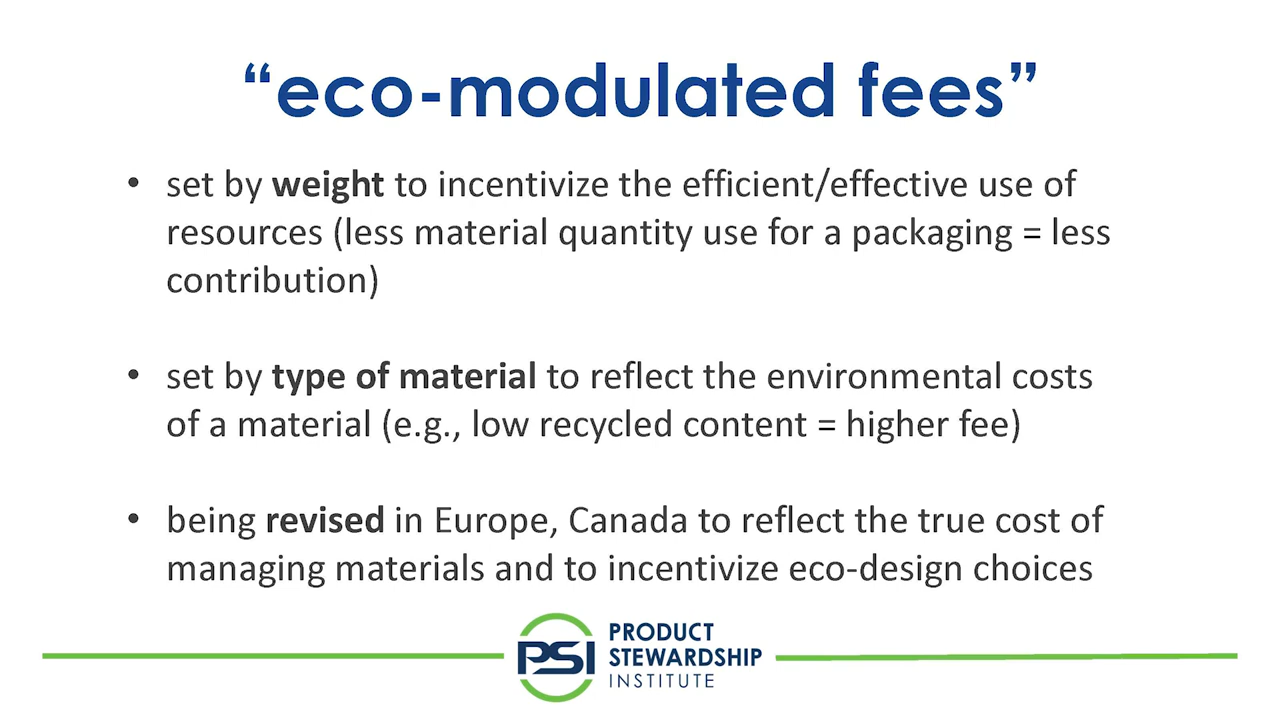 “eco-modulated fees”
• set by weight to incentivize the efficient/effective use of
resources (less material quantity use for a packaging = less
contribution)
• set by type of material to reflect the environmental costs
of a material (e.g., low recycled content = higher fee)
• being revised in Europe, Canada to reflect the true cost of
managing materials and to incentivize eco-design choices
PSI
PRODUCT
STEWARDSHIP
INSTITUTE